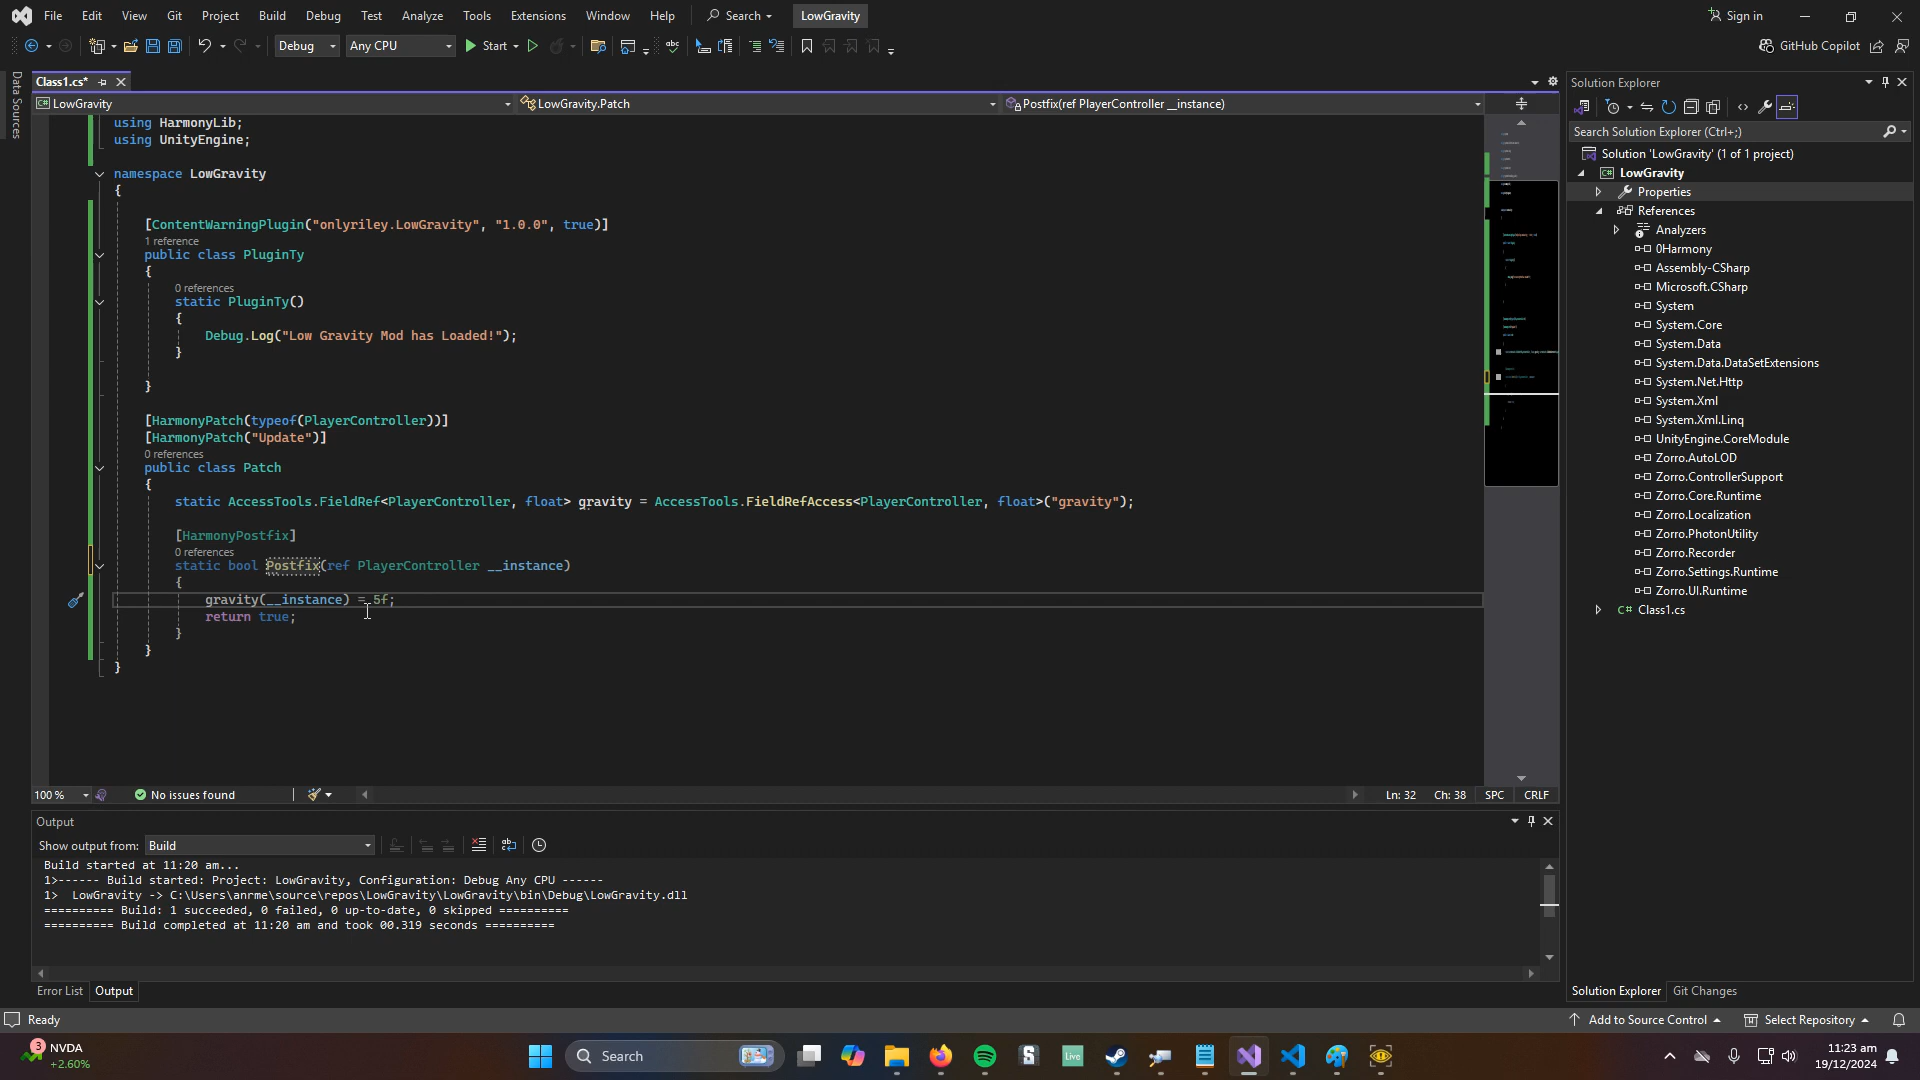 File Edit View Git Project Build Debug Test Analyze Tools Extensions Window Help Search LowGravity Sign in
Debug Any CPU Start GitHub Copilot
Data Sources
Class1.cs*
LowGravity LowGravity.Patch Postfix(ref PlayerController __instance)
using HarmonyLib;
using UnityEngine;
namespace LowGravity
{
[ContentWarningPlugin("onlyriley.LowGravity", "1.0.0", true)]
1 reference
public class PluginTy
{
0 references
static PluginTy()
{
Debug.Log("Low Gravity Mod has Loaded!");
}
}
[HarmonyPatch(typeof(PlayerController))]
[HarmonyPatch("Update")]
0 references
public class Patch
{
static AccessTools.FieldRef<PlayerController, float> gravity = AccessTools.FieldRefAccess<PlayerController, float>("gravity");
[HarmonyPostfix]
0 references
static bool Postfix(ref PlayerController __instance)
{
gravity(__instance) = 5f;
return true;
}
}
}
100 % No issues found Ln: 32 Ch: 38 SPC CRLF
Output
Show output from: Build
Build started at 11:20 am...
1>------ Build started: Project: LowGravity, Configuration: Debug Any CPU ------
1>  LowGravity -> C:\Users\anrme\source\repos\LowGravity\LowGravity\bin\Debug\LowGravity.dll
========== Build: 1 succeeded, 0 failed, 0 up-to-date, 0 skipped ==========
========== Build completed at 11:20 am and took 00.319 seconds ==========
Error List Output
Solution Explorer
Search Solution Explorer (Ctrl+;)
Solution 'LowGravity' (1 of 1 project)
C# LowGravity
Properties
References
Analyzers
0Harmony
Assembly-CSharp
Microsoft.CSharp
System
System.Core
System.Data
System.Data.DataSetExtensions
System.Net.Http
System.Xml
System.Xml.Linq
UnityEngine.CoreModule
Zorro.AutoLOD
Zorro.ControllerSupport
Zorro.Core.Runtime
Zorro.Localization
Zorro.PhotonUtility
Zorro.Recorder
Zorro.Settings.Runtime
Zorro.UI.Runtime
C# Class1.cs
Solution Explorer Git Changes
Ready Add to Source Control Select Repository
3 NVDA
+2.60%
Search Live
11:23 am
19/12/2024